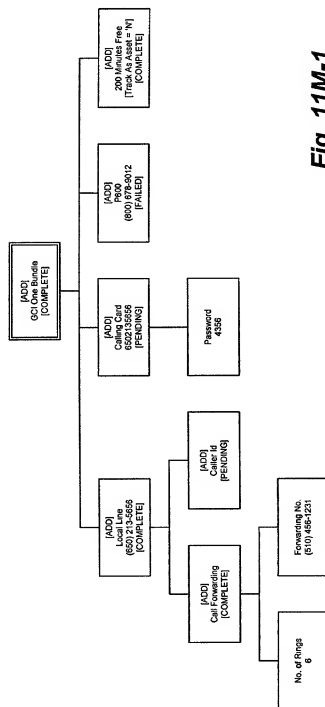 [ADD]
GCI One Bundle
[COMPLETE]
[ADD]
Local Line
(650) 213-5656
[COMPLETE]
[ADD]
Calling Card
6502135656
[PENDING]
[ADD]
P600
(800) 678-9012
[FAILED]
[ADD]
200 Minutes Free
[Track As Asset = 'N']
[COMPLETE]
[ADD]
Call Forwarding
[COMPLETE]
[ADD]
Caller Id
[PENDING]
Password
4356
No. of Rings
6
Forwarding No.
(510) 456-1231
Fig. 11M-1